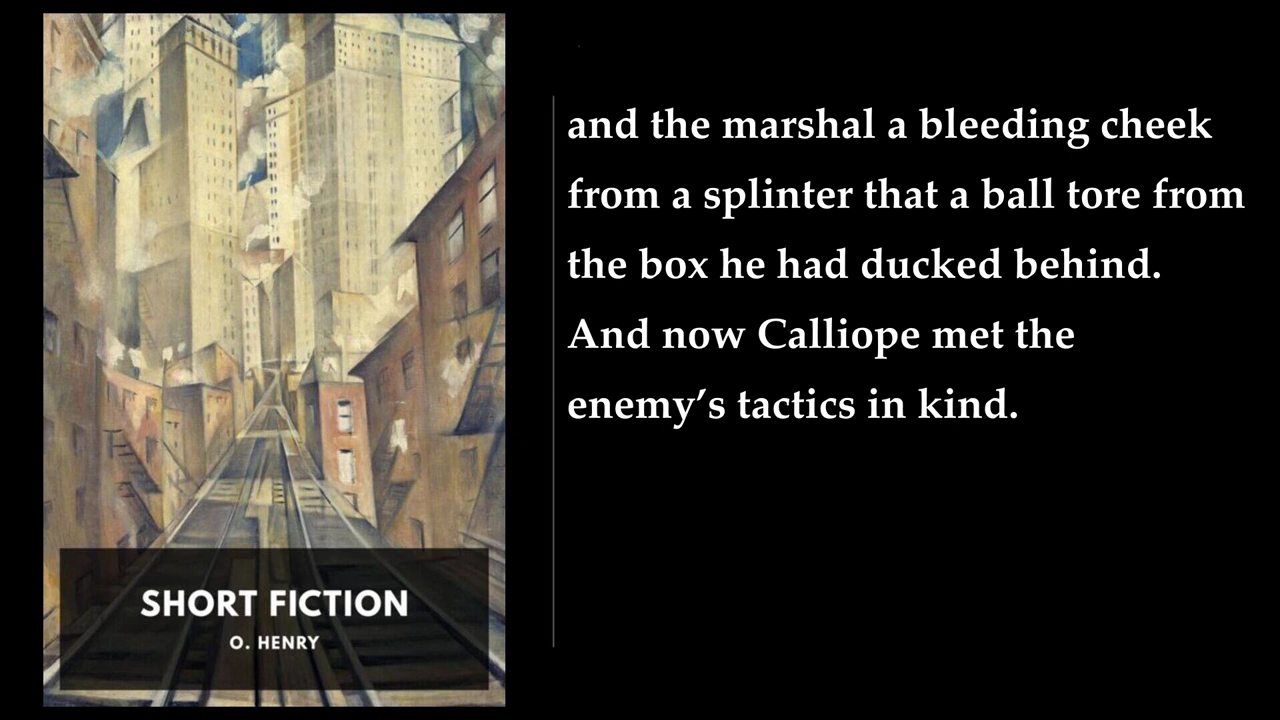 and the marshal a bleeding cheek
from a splinter that a ball tore from
the box he had ducked behind.
And now Calliope met the
enemy’s tactics in kind.
SHORT FICTION
O. HENRY